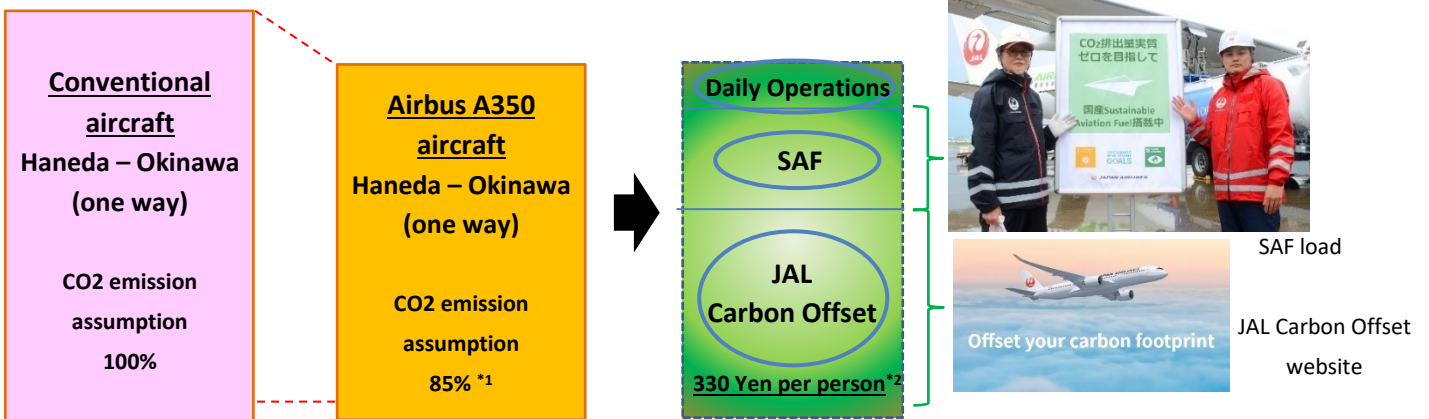 Conventional
aircraft
Haneda – Okinawa
(one way)
CO2 emission
assumption
100%
Airbus A350
aircraft
Haneda – Okinawa
(one way)
CO2 emission
assumption
85% *1
Daily Operations
SAF
JAL
Carbon Offset
330 Yen per person*2
JAL
CO2排出量実質
ゼロを目指して
国産Sustainable
Aviation Fuel搭載中
GOALS
JAPAN AIRLINES
SAF load
Offset your carbon footprint
JAL Carbon Offset
website